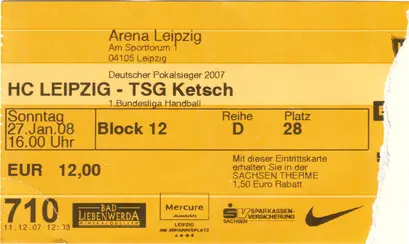 Arena Leipzig
Am Sportforum 1
04105 Leipzig
Deutscher Pokalsieger 2007
HC LEIPZIG - TSG Ketsch
1.Bundesliga Handball
Sonntag
27.Jan.08
16.00 Uhr
Block 12
Reihe
D
Platz
28
EUR 12,00
Mit dieser Eintrittskarte
erhalten Sie in der
SACHSEN THERME
1,50 Euro Rabatt
710
11.12.07
BAD
LIEBENWERDA
Mercure
LEIPZIG
AM JOHANNISPLATZ
SPARKASSEN-
VERSICHERUNG
SACHSEN